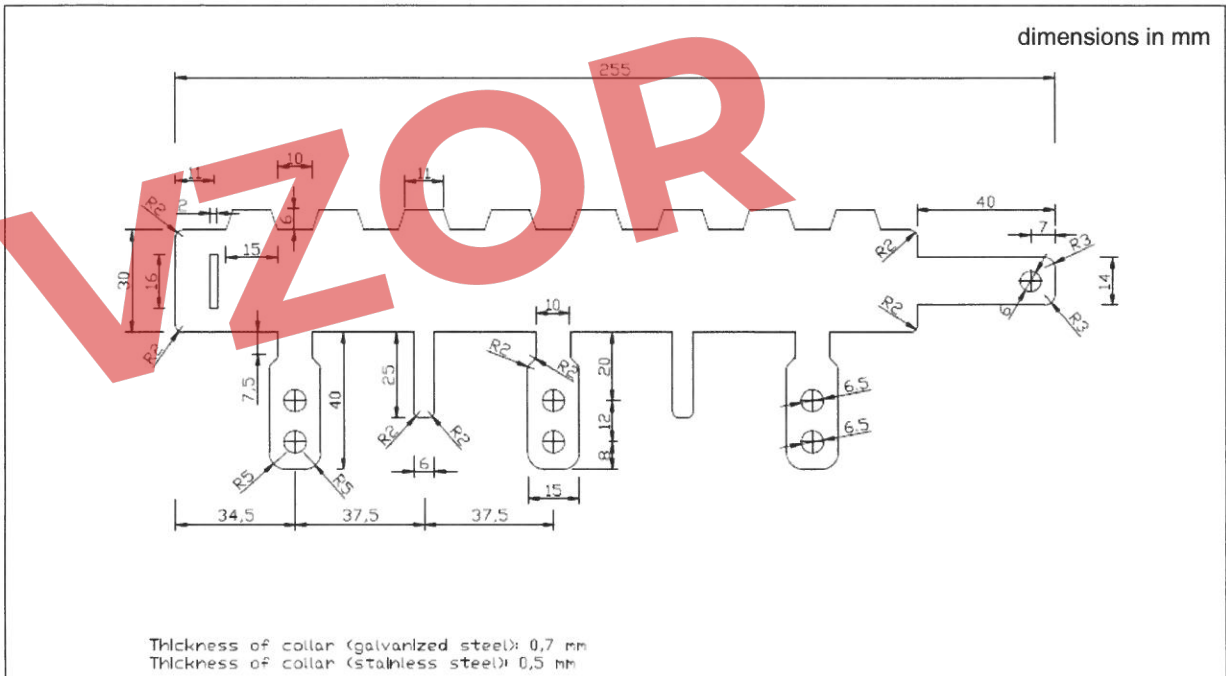 dimensions in mm
255
VZOR
10
11
11
2
R2
6
40
7
R3
15
R2
30
16
14
6
R2
R3
R2
10
7,5
40
25
R2
R2
20
12
8
6.5
6.5
R2
R2
R5
R5
6
15
34,5
37,5
37,5
Thickness of collar (galvanized steel): 0,7 mm
Thickness of collar (stainless steel): 0,5 mm